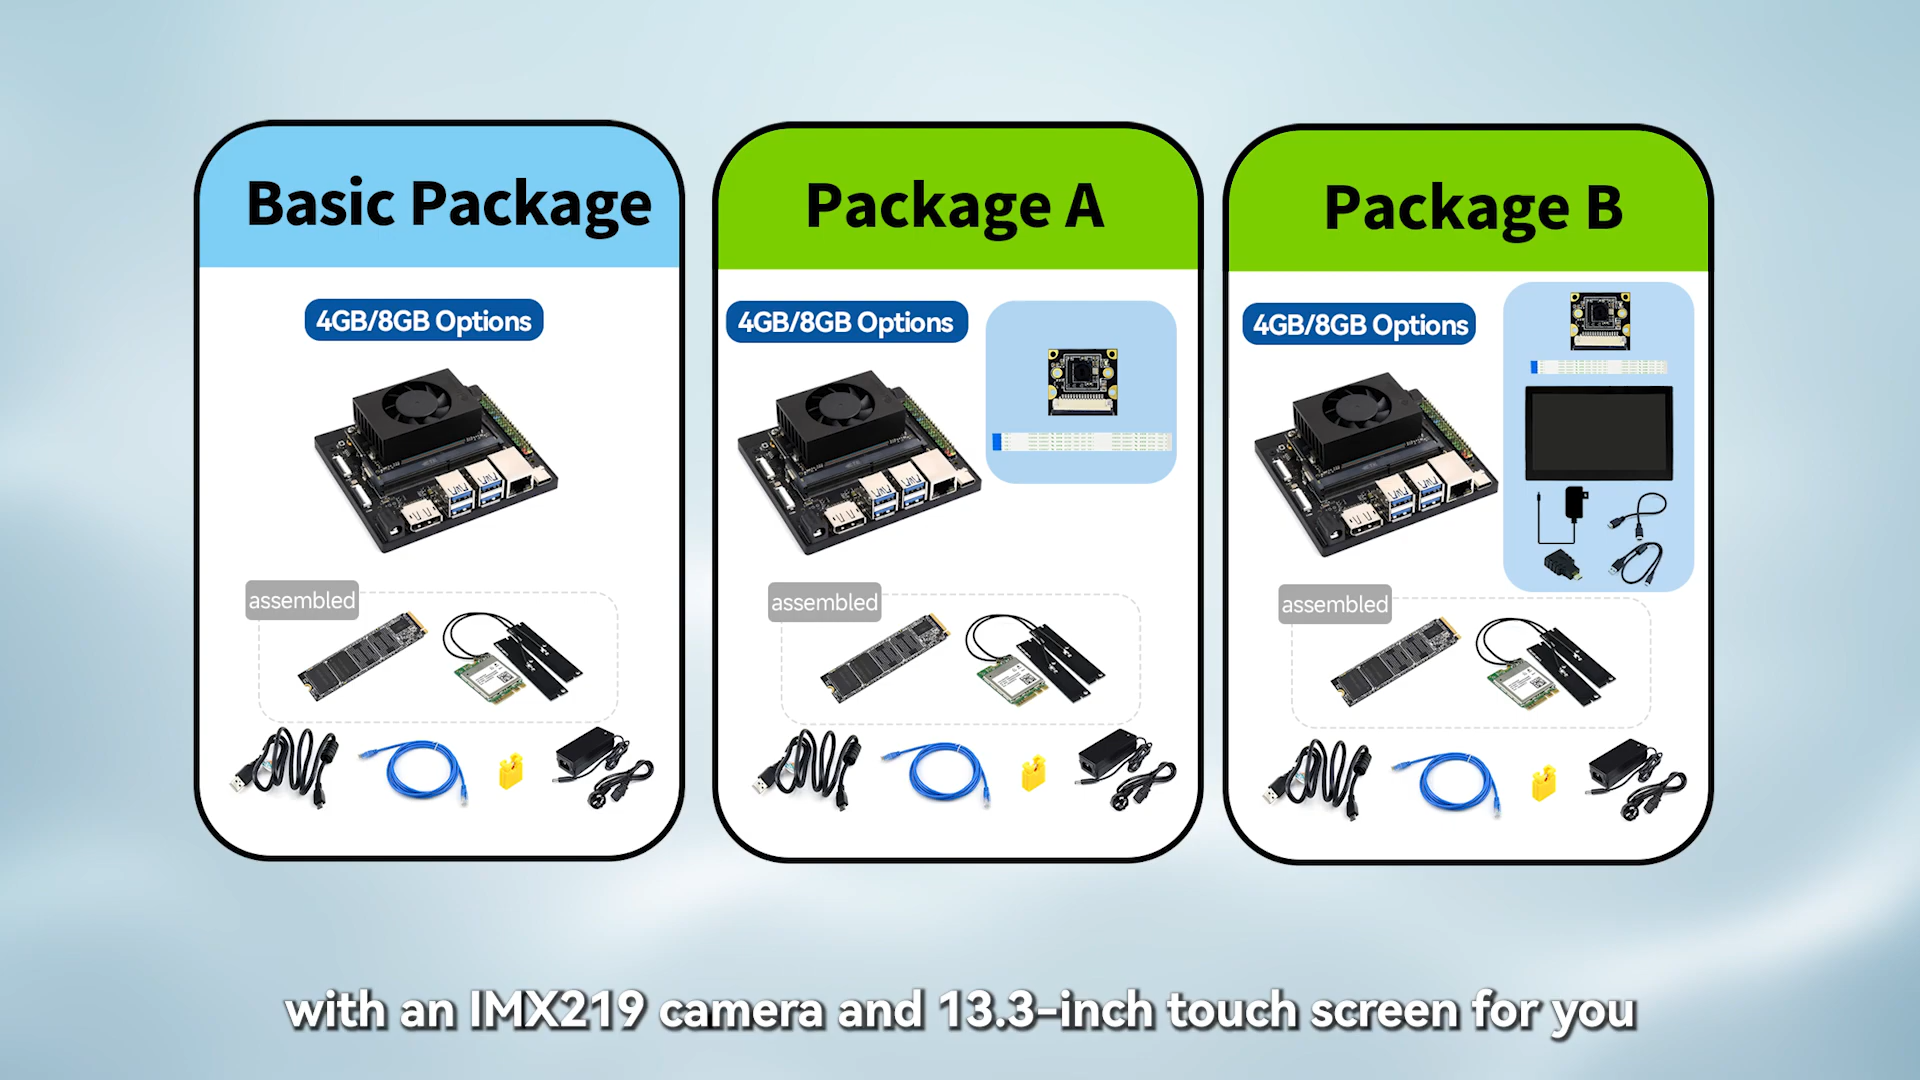 Basic Package
4GB/8GB Options
assembled
Package A
4GB/8GB Options
assembled
Package B
4GB/8GB Options
assembled
with an IMX219 camera and 13.3-inch touch screen for you